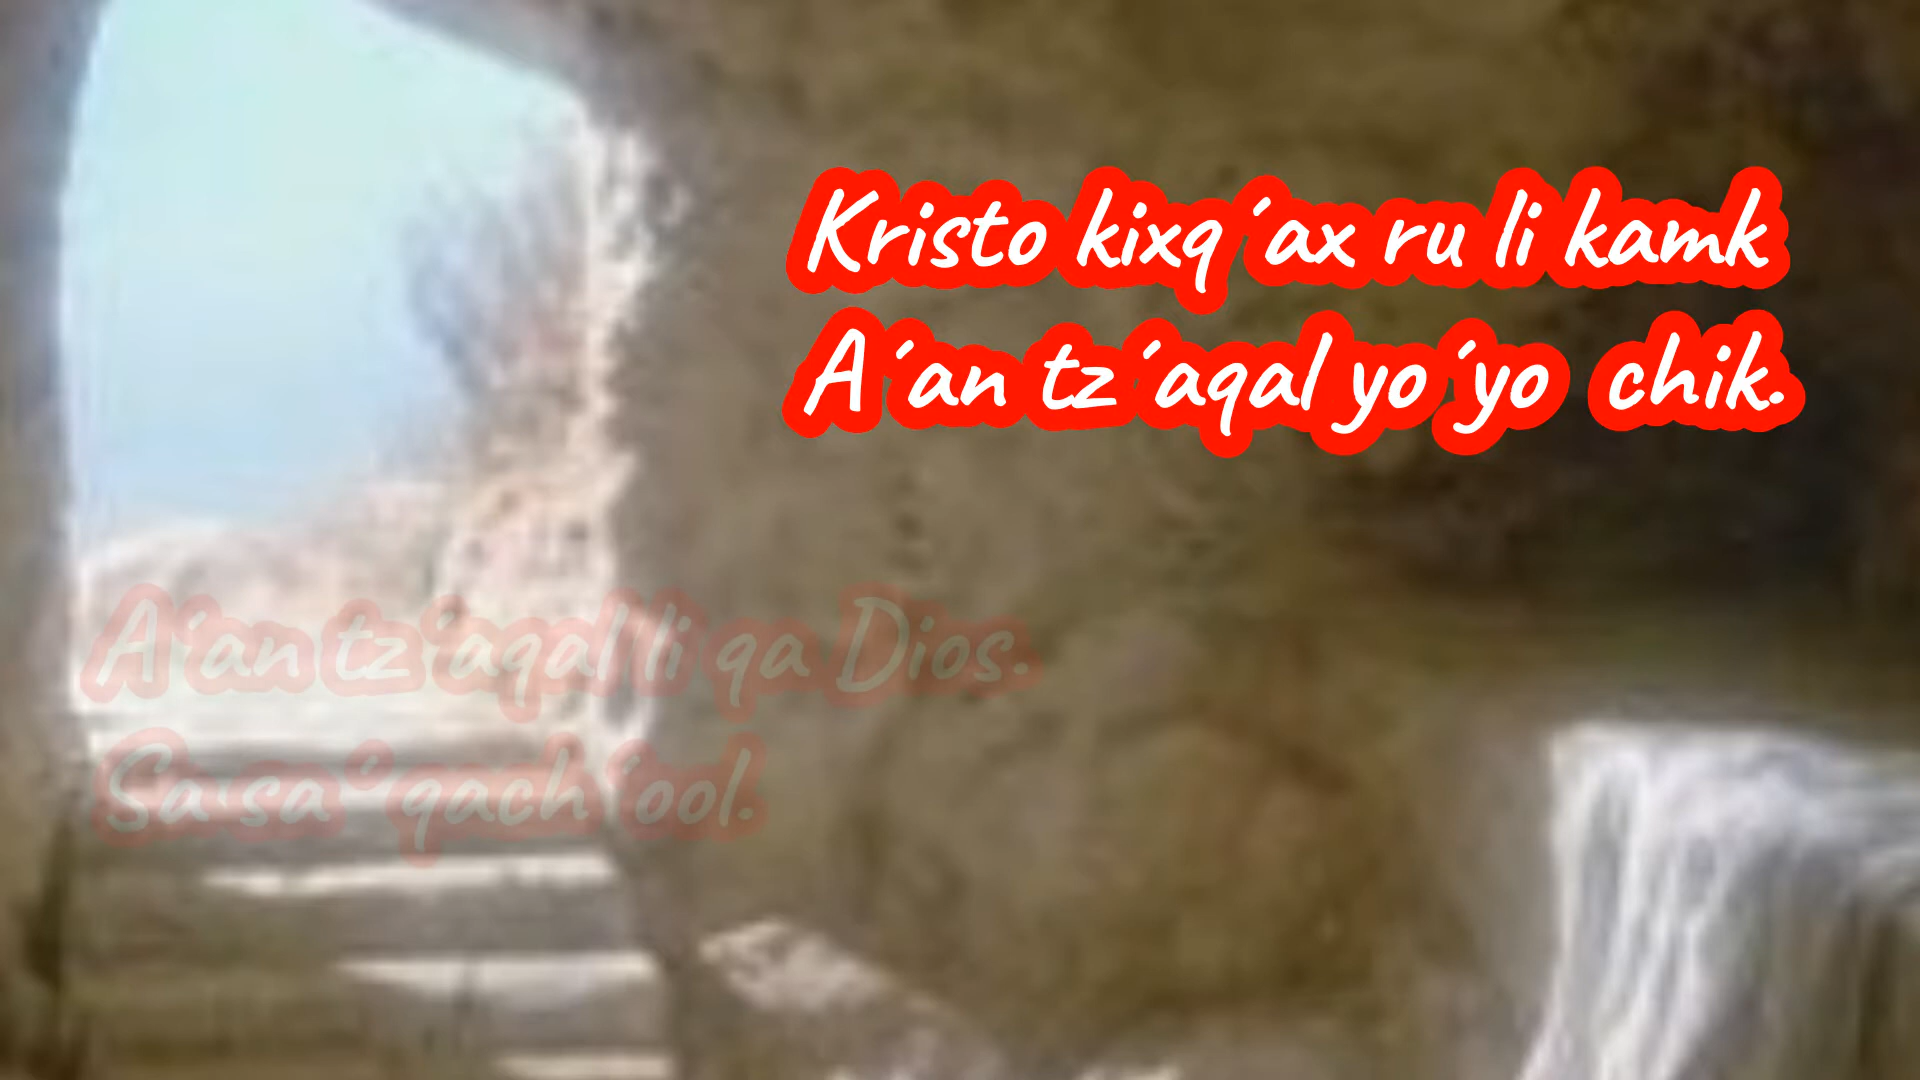 Kristo kixq´ax ru li kamk
A´an tz´aqal yo´yo chik.
A´an tz´aqal li qa Dios.
Sa sa´ qach´ool.